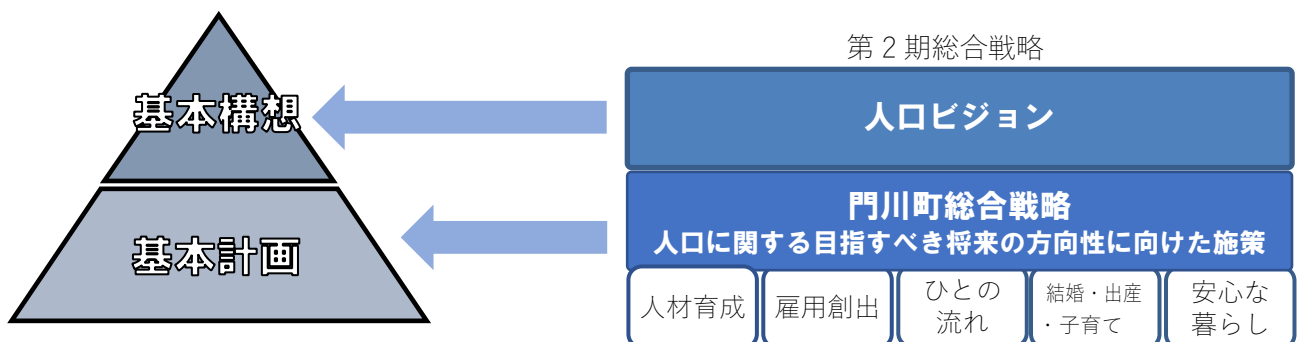 基本構想
基本計画
第2期総合戦略
人口ビジョン
門川町総合戦略
人口に関する目指すべき将来の方向性に向けた施策
人材育成
雇用創出
ひとの
流れ
結婚・出産
・子育て
安心な
暮らし